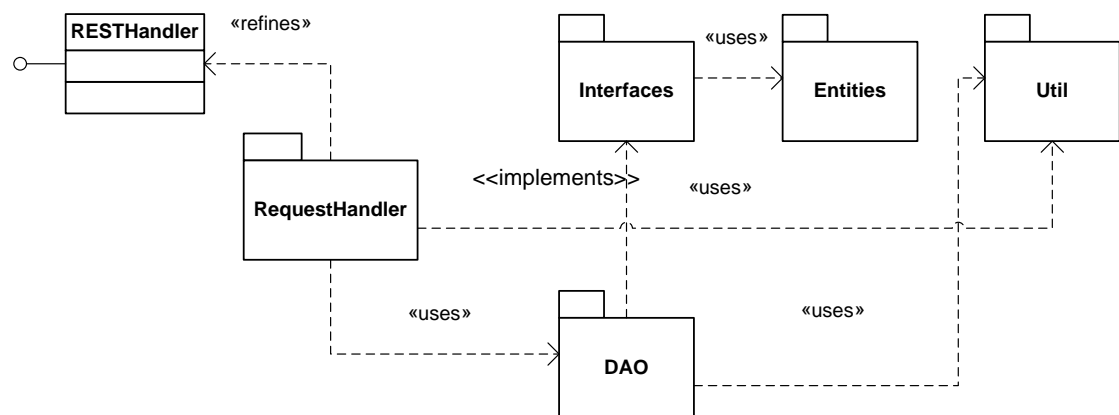 RESTHandler
«refines»
Interfaces
«uses»
Entities
Util
RequestHandler
<<implements>>
«uses»
«uses»
DAO
«uses»